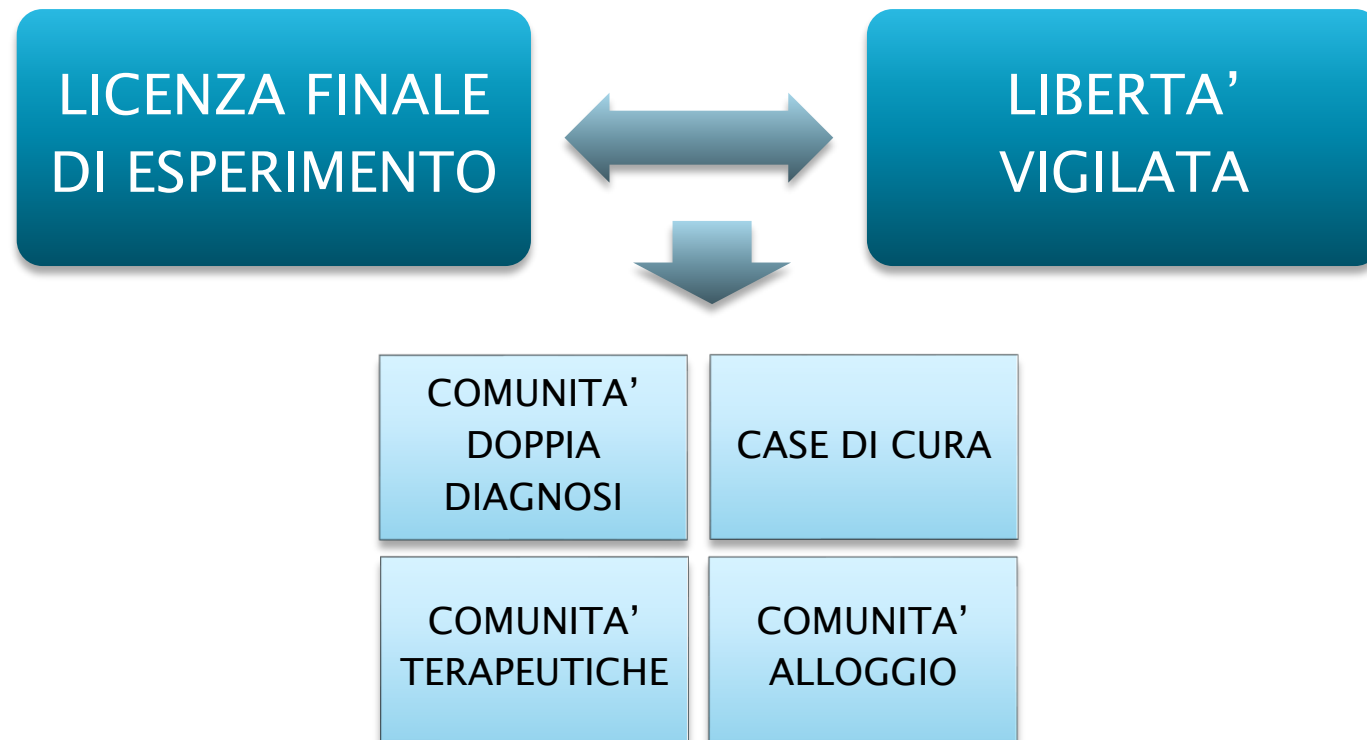 LICENZA FINALE
DI ESPERIMENTO
LIBERTA’
VIGILATA
COMUNITA’
DOPPIA
DIAGNOSI
CASE DI CURA
COMUNITA’
TERAPEUTICHE
COMUNITA’
ALLOGGIO